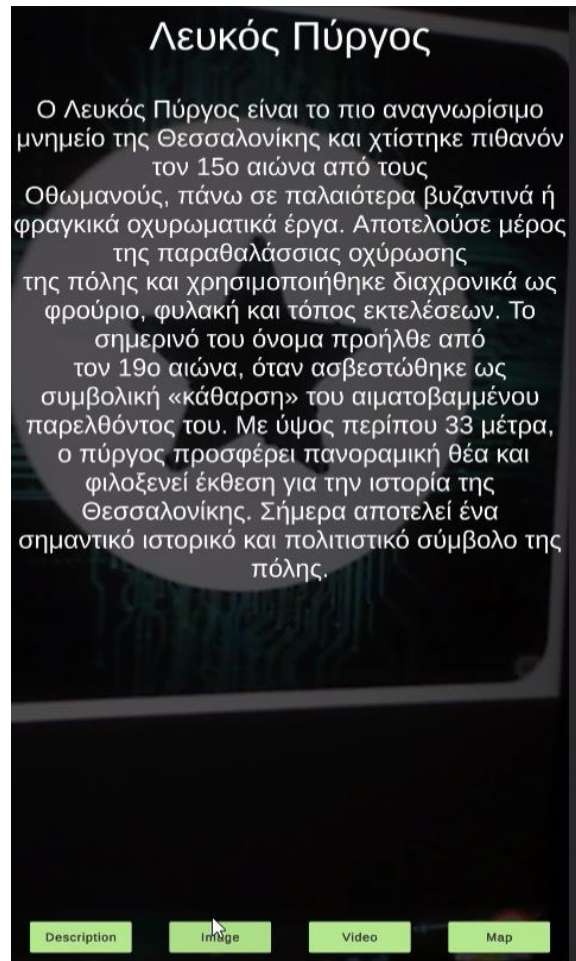 Λευκός Πύργος
Ο Λευκός Πύργος είναι το πιο αναγνωρίσιμο
μνημείο της Θεσσαλονίκης και χτίστηκε πιθανόν
τον 15ο αιώνα από τους
Οθωμανούς, πάνω σε παλαιότερα βυζαντινά ή
φραγκικά οχυρωματικά έργα. Αποτελούσε μέρος
της παραθαλάσσιας οχύρωσης
της πόλης και χρησιμοποιήθηκε διαχρονικά ως
φρούριο, φυλακή και τόπος εκτελέσεων. Το
σημερινό του όνομα προήλθε από
τον 19ο αιώνα, όταν ασβεστώθηκε ως
συμβολική «κάθαρση» του αιματοβαμμένου
παρελθόντος του. Με ύψος περίπου 33 μέτρα,
ο πύργος προσφέρει πανοραμική θέα και
φιλοξενεί έκθεση για την ιστορία της
Θεσσαλονίκης. Σήμερα αποτελεί ένα
σημαντικό ιστορικό και πολιτιστικό σύμβολο της
πόλης.
Description Image Video Map